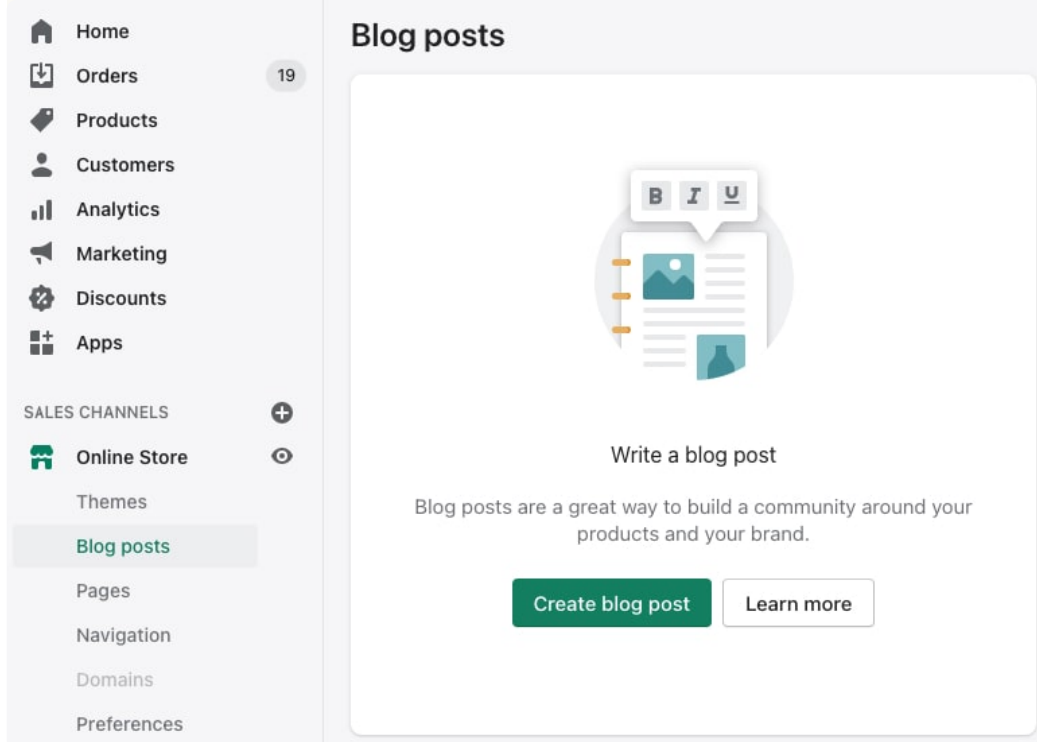 Home
Orders 19
Products
Customers
Analytics
Marketing
Discounts
Apps
SALES CHANNELS
Online Store
Themes
Blog posts
Pages
Navigation
Domains
Preferences
Blog posts
B I U
Write a blog post
Blog posts are a great way to build a community around your
products and your brand.
Create blog post Learn more